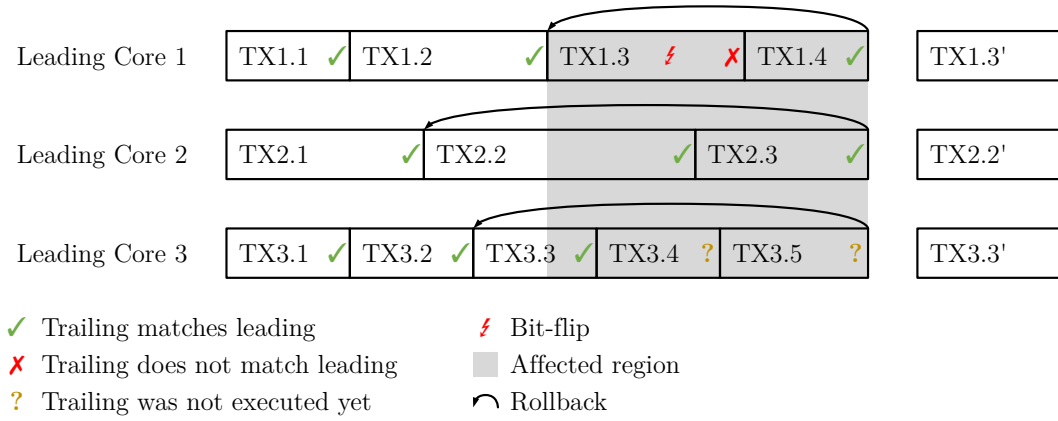 Leading Core 1 TX1.1 ✓ TX1.2 ✓ TX1.3 ✗ TX1.4 ✓ TX1.3'
Leading Core 2 TX2.1 ✓ TX2.2 ✓ TX2.3 ✓ TX2.2'
Leading Core 3 TX3.1 ✓ TX3.2 ✓ TX3.3 ✓ TX3.4 ? TX3.5 ? TX3.3'
✓ Trailing matches leading
✗ Trailing does not match leading
? Trailing was not executed yet
Bit-flip
Affected region
Rollback